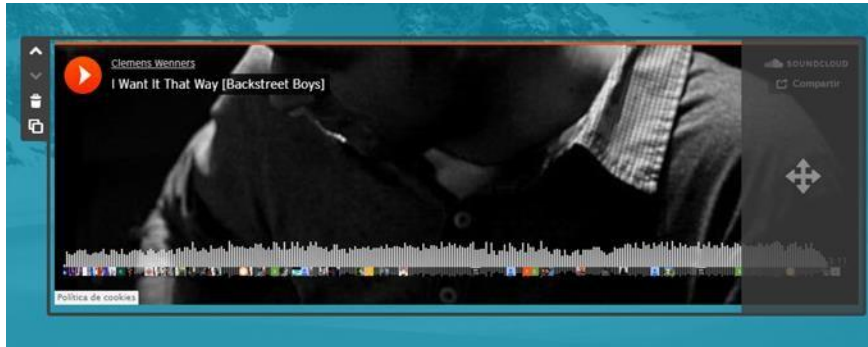 Clemens Wenners
I Want It That Way [Backstreet Boys]
SOUNDCLOUD
Compartir
Política de cookies